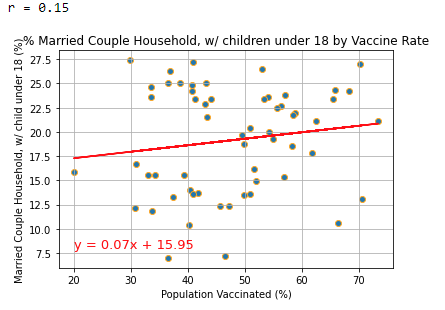 r = 0.15
% Married Couple Household, w/ children under 18 by Vaccine Rate
Married Couple Household, w/ child under 18 (%)
27.5
25.0
22.5
20.0
17.5
15.0
12.5
10.0
7.5
y = 0.07x + 15.95
20 30 40 50 60 70
Population Vaccinated (%)